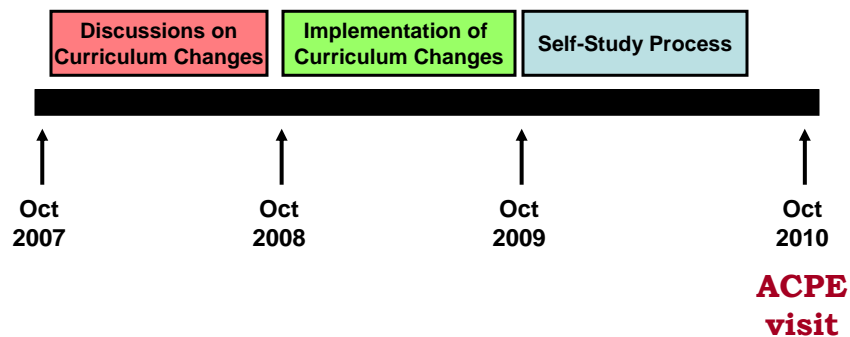 Discussions on
Curriculum Changes
Implementation of
Curriculum Changes
Self-Study Process
Oct
2007
Oct
2008
Oct
2009
Oct
2010
ACPE
visit